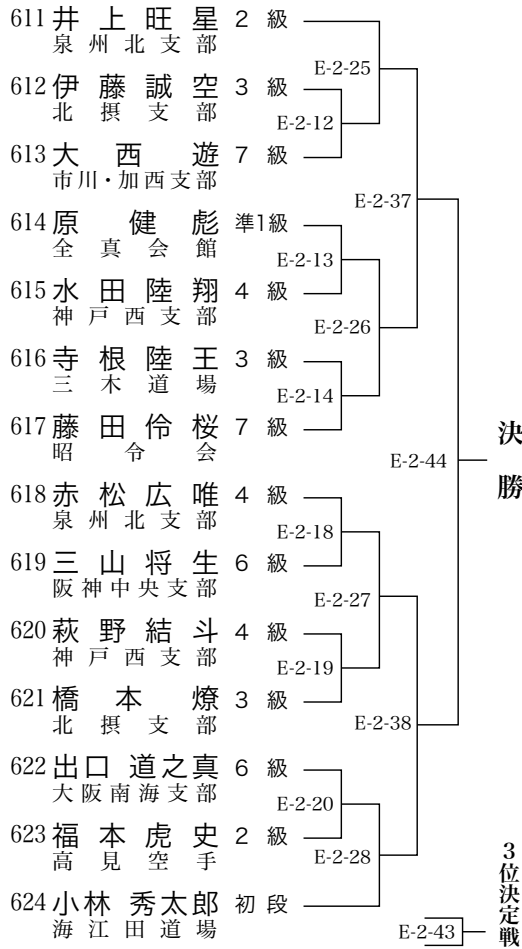 611 井上旺星 2級
泉州北支部
E-2-25
612 伊藤誠空 3級
北摂支部
E-2-12
613 大西遊 7級
市川・加西支部
E-2-37
614 原健彪 準1級
全真会館
E-2-13
615 水田陸翔 4級
神戸西支部
E-2-26
616 寺根陸王 3級
三木道場
E-2-14
617 藤田伶桜 7級
昭令会
E-2-44
決勝
618 赤松広唯 4級
泉州北支部
E-2-18
619 三山将生 6級
阪神中央支部
E-2-27
620 萩野結斗 4級
神戸西支部
E-2-19
621 橋本燎 3級
北摂支部
E-2-38
622 出口道之真 6級
大阪南海支部
E-2-20
623 福本虎史 2級
高見空手
E-2-28
624 小林秀太郎 初段
海江田道場
E-2-43
3位決定戦